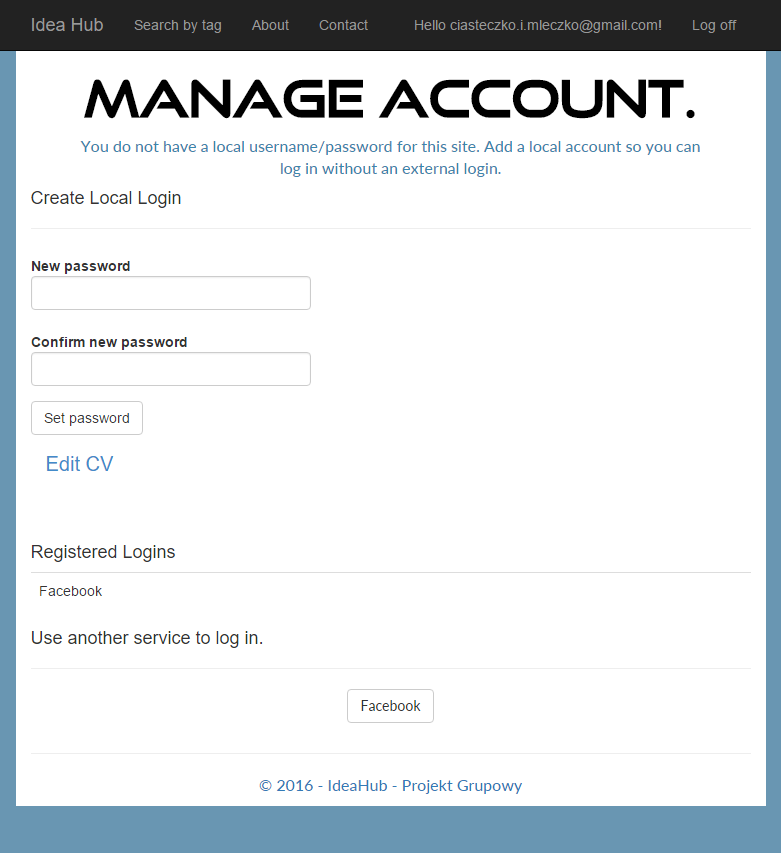 Idea Hub Search by tag About Contact Hello ciasteczko.i.mleczko@gmail.com! Log off
MANAGE ACCOUNT.
You do not have a local username/password for this site. Add a local account so you can
log in without an external login.
Create Local Login
New password
Confirm new password
Set password
Edit CV
Registered Logins
Facebook
Use another service to log in.
Facebook
© 2016 - IdeaHub - Projekt Grupowy